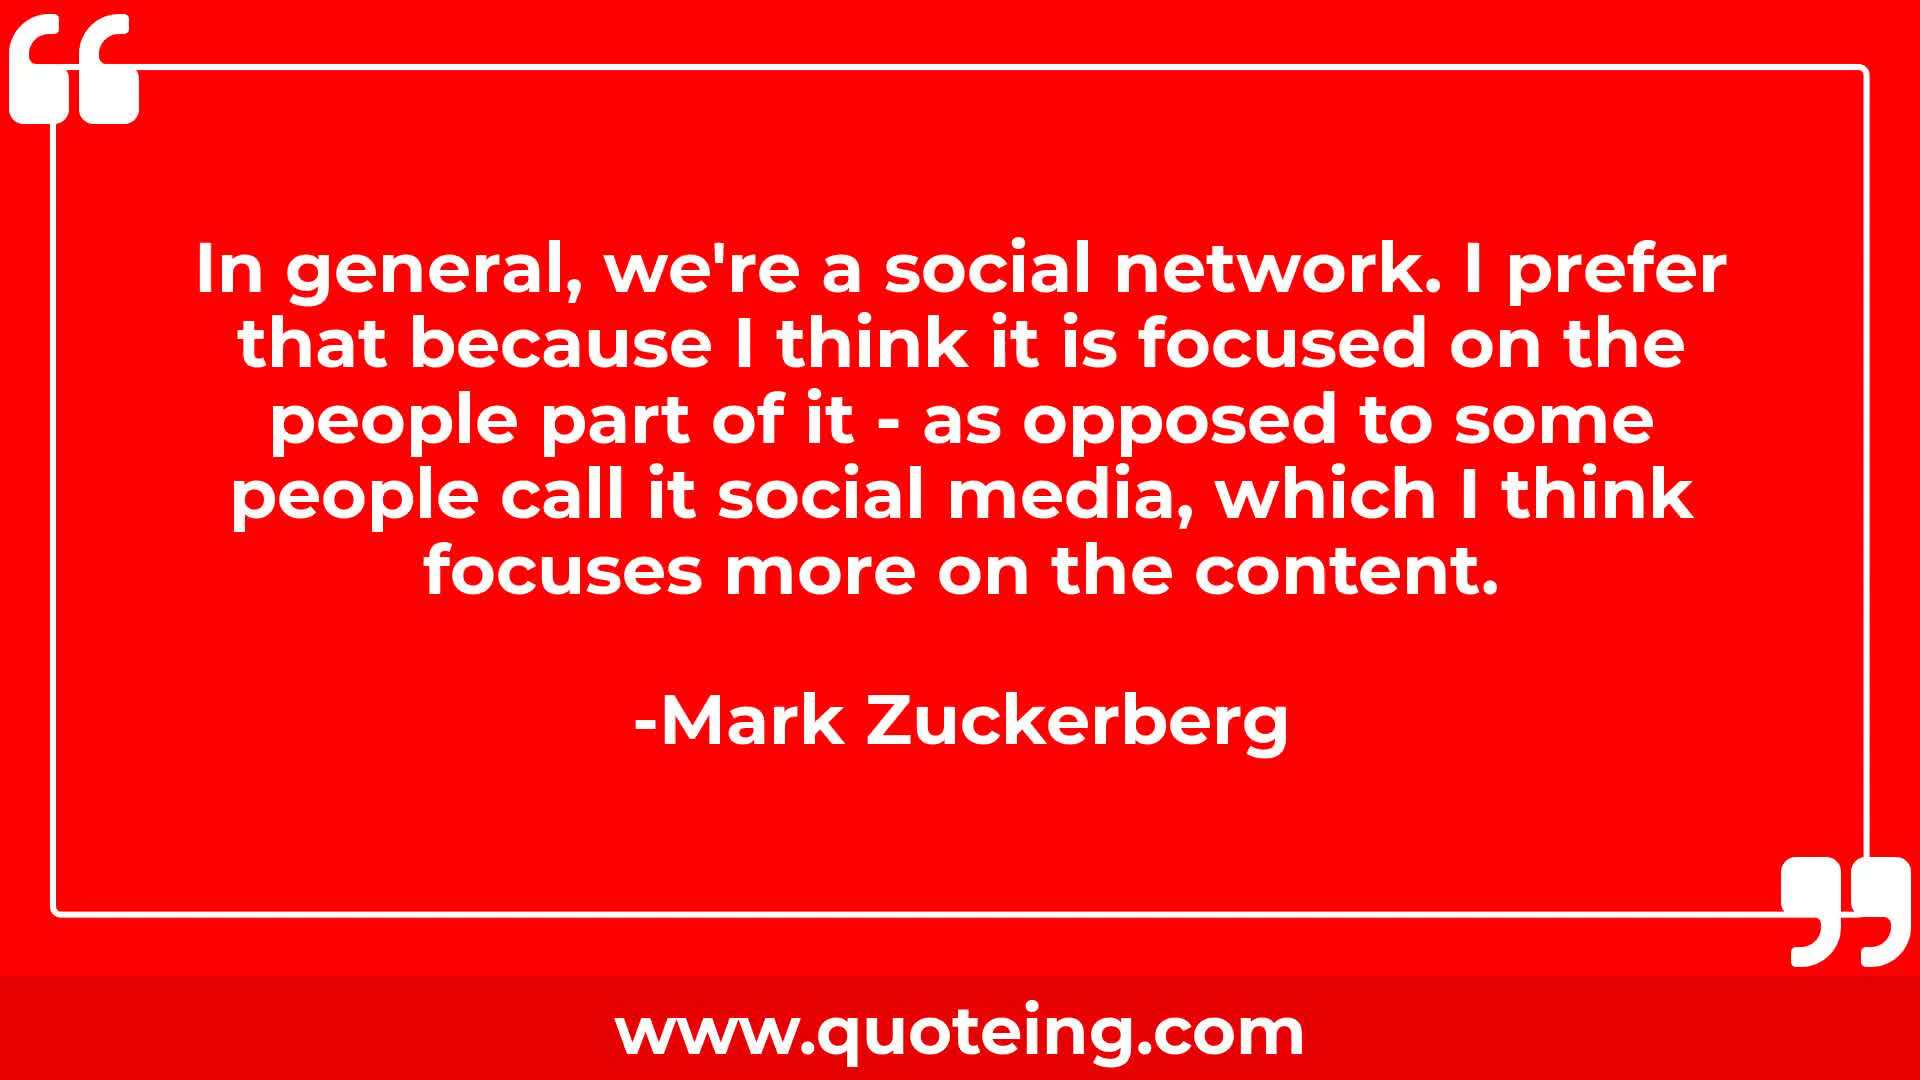 In general, we're a social network. I prefer
that because I think it is focused on the
people part of it - as opposed to some
people call it social media, which I think
focuses more on the content.
-Mark Zuckerberg
www.quoteing.com